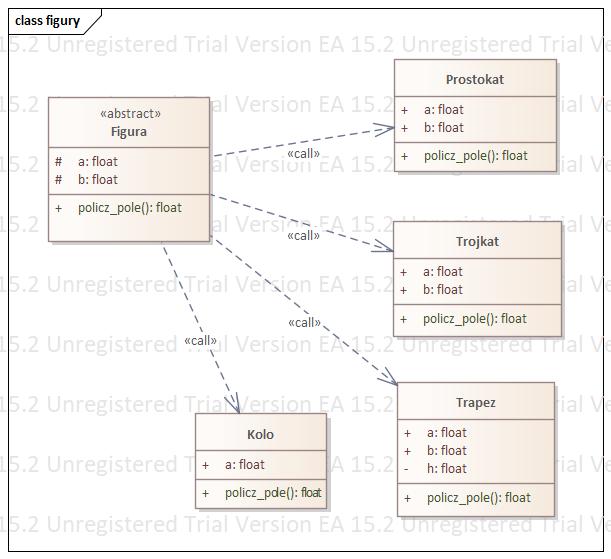 class figury
15.2 Unregistered Trial Version EA 15.2 Unregistered Trial Ver
«abstract»
Figura
# a: float
# b: float
+ policz_pole(): float
Prostokat
+ a: float
+ b: float
+ policz_pole(): float
«call»
Trojkat
+ a: float
+ b: float
+ policz_pole(): float
«call»
«call»
Trapez
+ a: float
+ b: float
- h: float
+ policz_pole(): float
«call»
Kolo
+ a: float
+ policz_pole(): float